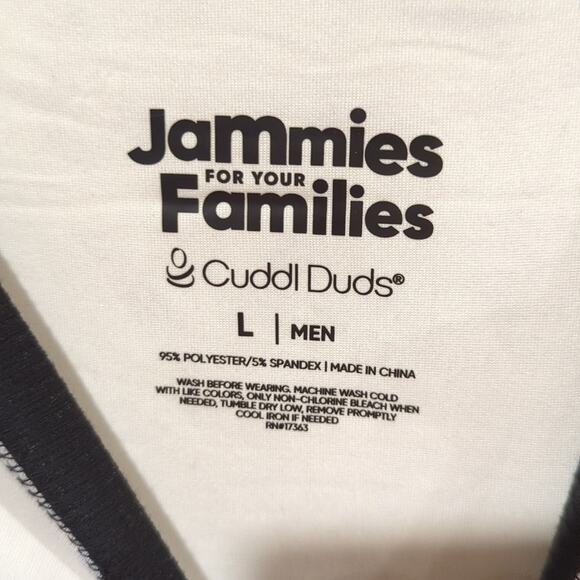 Jammies
FOR YOUR
Families
Cuddl Duds®
L | MEN
95% POLYESTER/5% SPANDEX | MADE IN CHINA
WASH BEFORE WEARING. MACHINE WASH COLD
WITH LIKE COLORS, ONLY NON-CHLORINE BLEACH WHEN
NEEDED, TUMBLE DRY LOW, REMOVE PROMPTLY
COOL IRON IF NEEDED
RN#17363